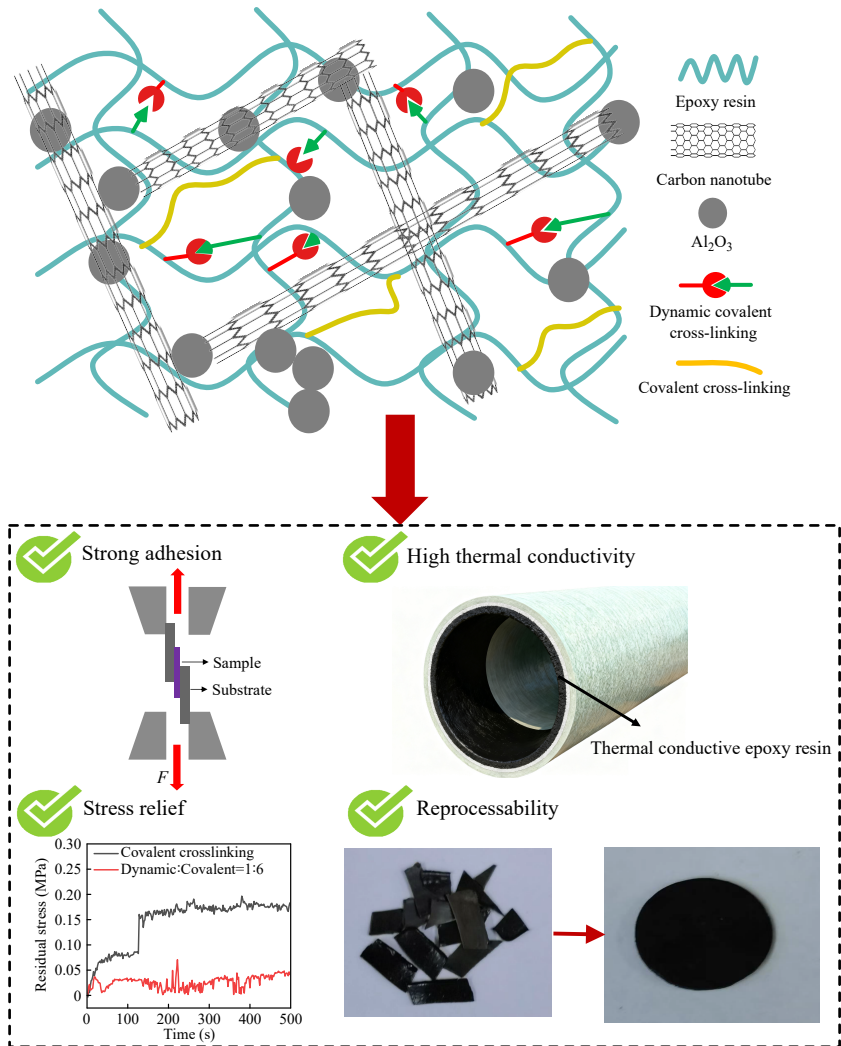 Epoxy resin
Carbon nanotube
Al₂O₃
Dynamic covalent
cross-linking
Covalent cross-linking
Strong adhesion
Sample
Substrate
F
High thermal conductivity
Thermal conductive epoxy resin
Stress relief
0.30
0.25
0.20
0.15
0.10
0.05
0
Residual stress (MPa)
Covalent crosslinking
Dynamic∶Covalent=1∶6
0 100 200 300 400 500
Time (s)
Reprocessability